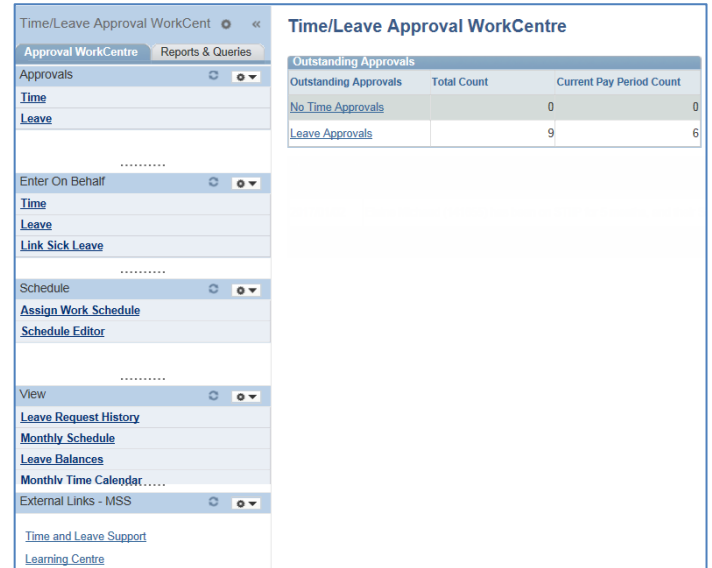 Time/Leave Approval WorkCent
Approval WorkCentre Reports & Queries
Approvals
Time
Leave
Enter On Behalf
Time
Leave
Link Sick Leave
Schedule
Assign Work Schedule
Schedule Editor
View
Leave Request History
Monthly Schedule
Leave Balances
Monthly Time Calendar
External Links - MSS
Time and Leave Support
Learning Centre
Time/Leave Approval WorkCentre
Outstanding Approvals
Outstanding Approvals Total Count Current Pay Period Count
No Time Approvals 0 0
Leave Approvals 9 6